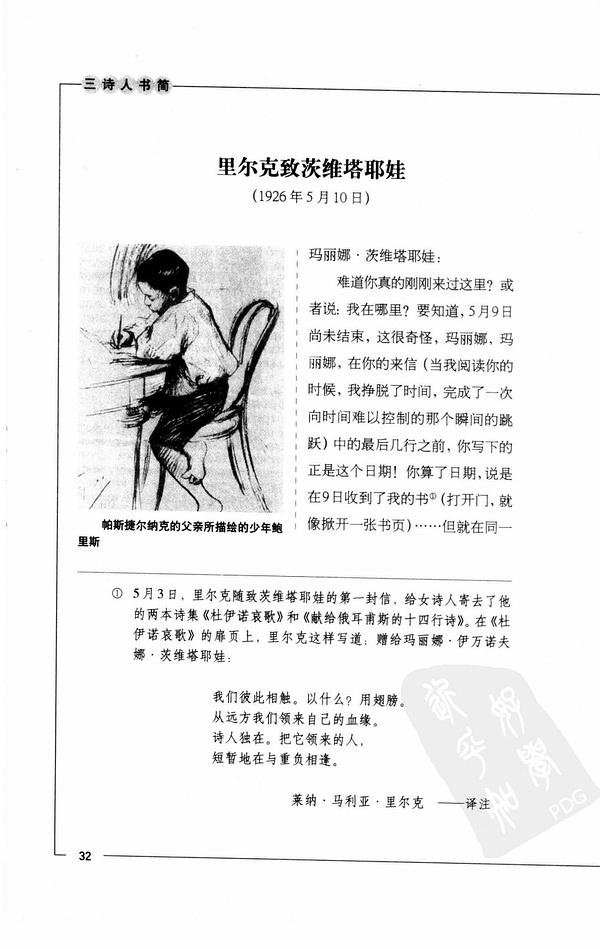 三诗人书简
里尔克致茨维塔耶娃
(1926年5月10日)
玛丽娜·茨维塔耶娃：
难道你真的刚刚来过这里？或
者说：我在哪里？要知道，5月9日
尚未结束，这很奇怪，玛丽娜，玛
丽娜，在你的来信（当我阅读你的
时候，我挣脱了时间，完成了一次
向时间难以控制的那个瞬间的跳
跃）中的最后几行之前，你写下的
正是这个日期！你算了日期，说是
在9日收到了我的书①（打开门，就
像掀开一张书页）……但就在同一
帕斯捷尔纳克的父亲所描绘的少年鲍
里斯
① 5月3日，里尔克随致茨维塔耶娃的第一封信，给女诗人寄去了他
的两本诗集《杜伊诺哀歌》和《献给俄耳甫斯的十四行诗》。在《杜
伊诺哀歌》的扉页上，里尔克这样写道：赠给玛丽娜·伊万诺夫
娜·茨维塔耶娃：
我们彼此相触。以什么？用翅膀。
从远方我们领来自己的血缘。
诗人独在。把它领来的人，
短暂地在与重负相逢。
莱纳·马利亚·里尔克 ——译注
PDG
32